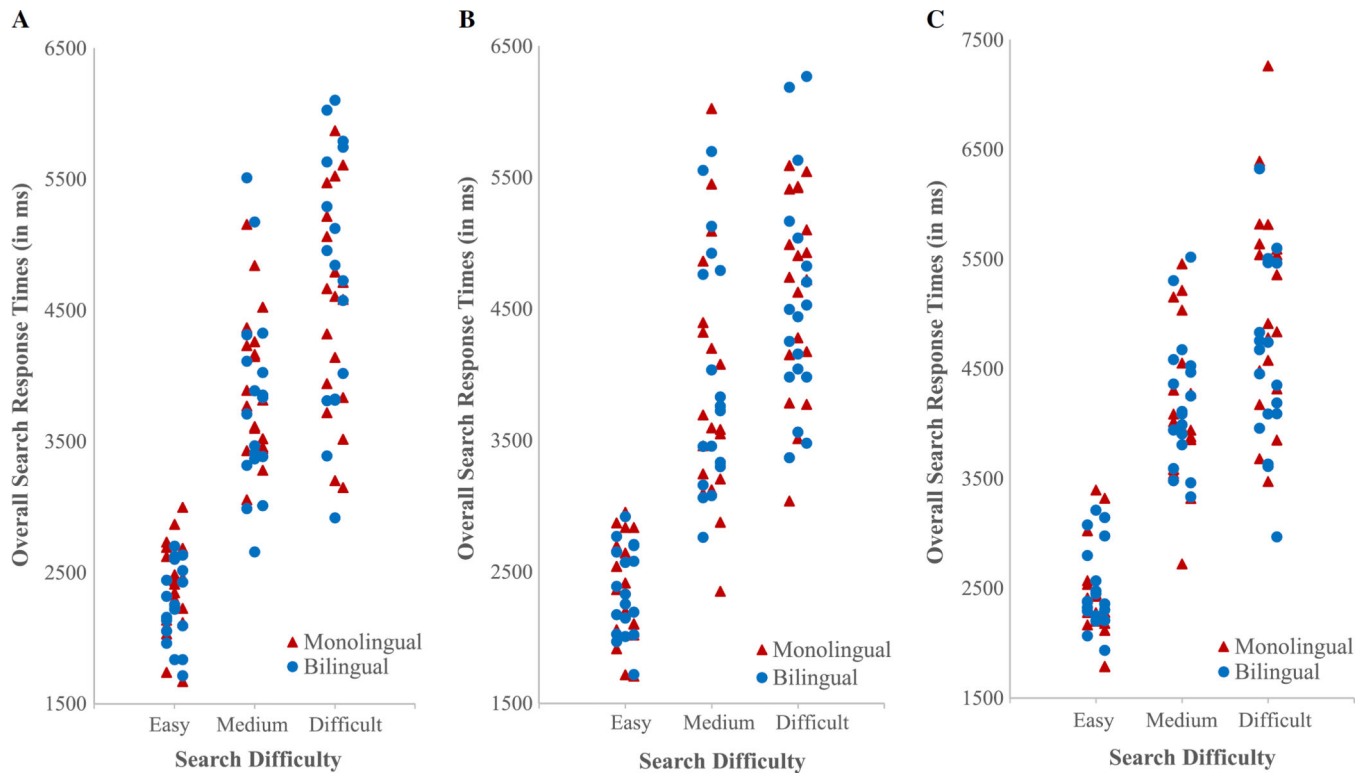 A
Overall Search Response Times (in ms)
6500
5500
4500
3500
2500
1500
Monolingual
Bilingual
Easy Medium Difficult
Search Difficulty
B
Overall Search Response Times (in ms)
6500
5500
4500
3500
2500
1500
Monolingual
Bilingual
Easy Medium Difficult
Search Difficulty
C
Overall Search Response Times (in ms)
7500
6500
5500
4500
3500
2500
1500
Monolingual
Bilingual
Easy Medium Difficult
Search Difficulty